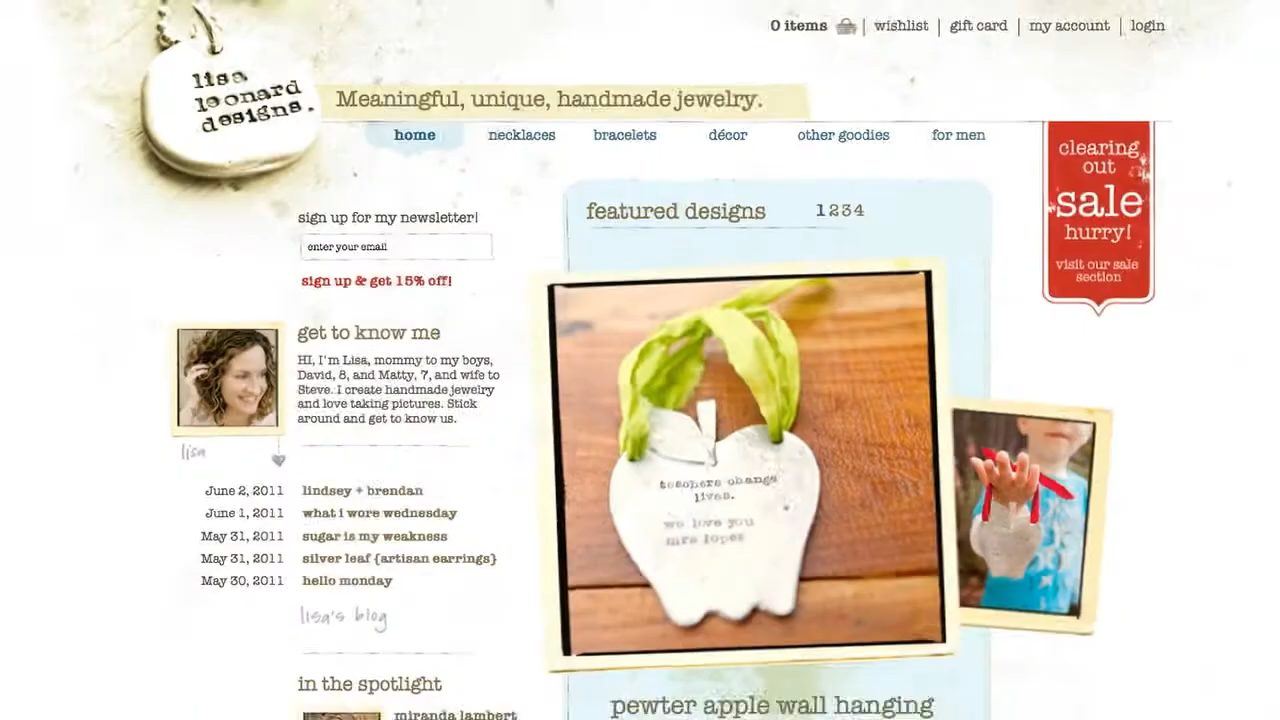 0 items | wishlist | gift card | my account | login
lisa
leonard
designs.
Meaningful, unique, handmade jewelry.
home necklaces bracelets décor other goodies for men
clearing
out
sale
hurry!
visit our sale
section
sign up for my newsletter!
enter your email
sign up & get 15% off!
featured designs 1234
get to know me
HI, I'm Lisa, mommy to my boys,
David, 8, and Matty, 7, and wife to
Steve. I create handmade jewelry
and love taking pictures. Stick
around and get to know us.
lisa
June 2, 2011 lindsey + brendan
June 1, 2011 what i wore wednesday
May 31, 2011 sugar is my weakness
May 31, 2011 silver leaf {artisan earrings}
May 30, 2011 hello monday
lisa's blog
in the spotlight
miranda lambert
change
lives.
we love you
mrs lopez
pewter apple wall hanging